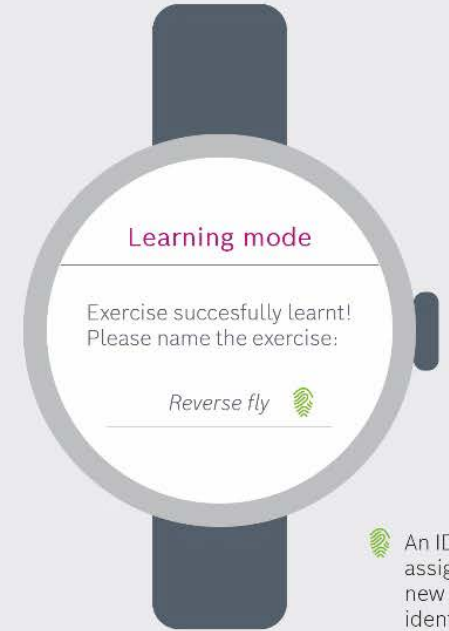 Learning mode
Exercise succesfully learnt!
Please name the exercise:
Reverse fly
An ID
assig
new
ident